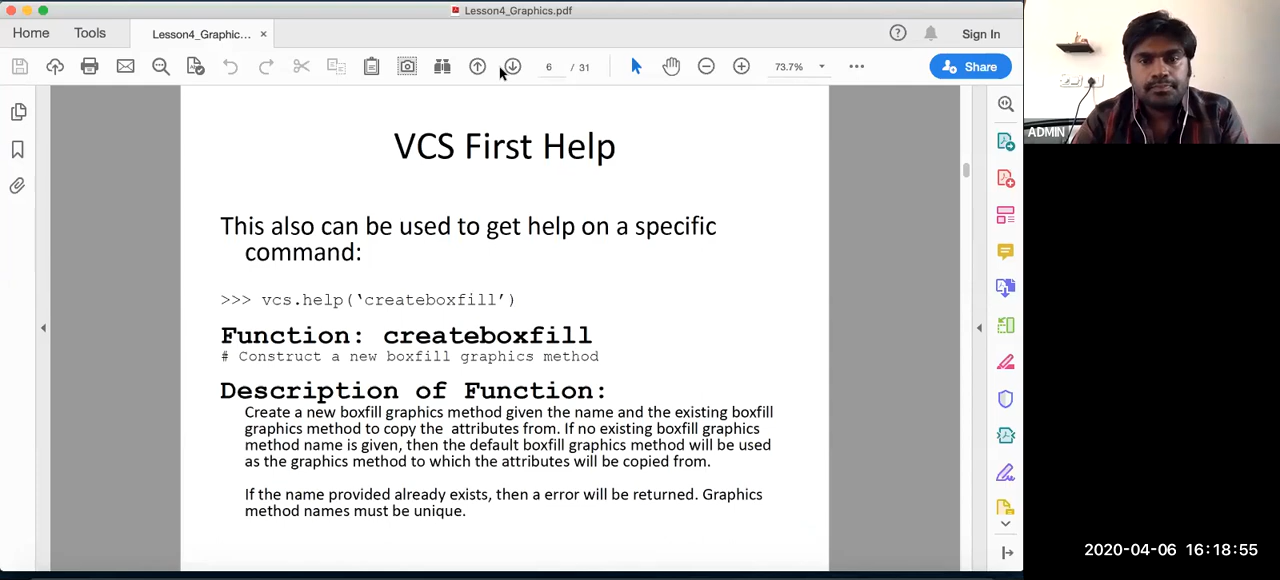 Lesson4_Graphics.pdf
Home Tools Lesson4_Graphic... × Sign In
6 / 31 73.7% Share
VCS First Help
This also can be used to get help on a specific
command:
>>> vcs.help(‘createboxfill’)
Function: createboxfill
# Construct a new boxfill graphics method
Description of Function:
Create a new boxfill graphics method given the name and the existing boxfill
graphics method to copy the attributes from. If no existing boxfill graphics
method name is given, then the default boxfill graphics method will be used
as the graphics method to which the attributes will be copied from.
If the name provided already exists, then a error will be returned. Graphics
method names must be unique.
ADMIN
2020-04-06 16:18:55